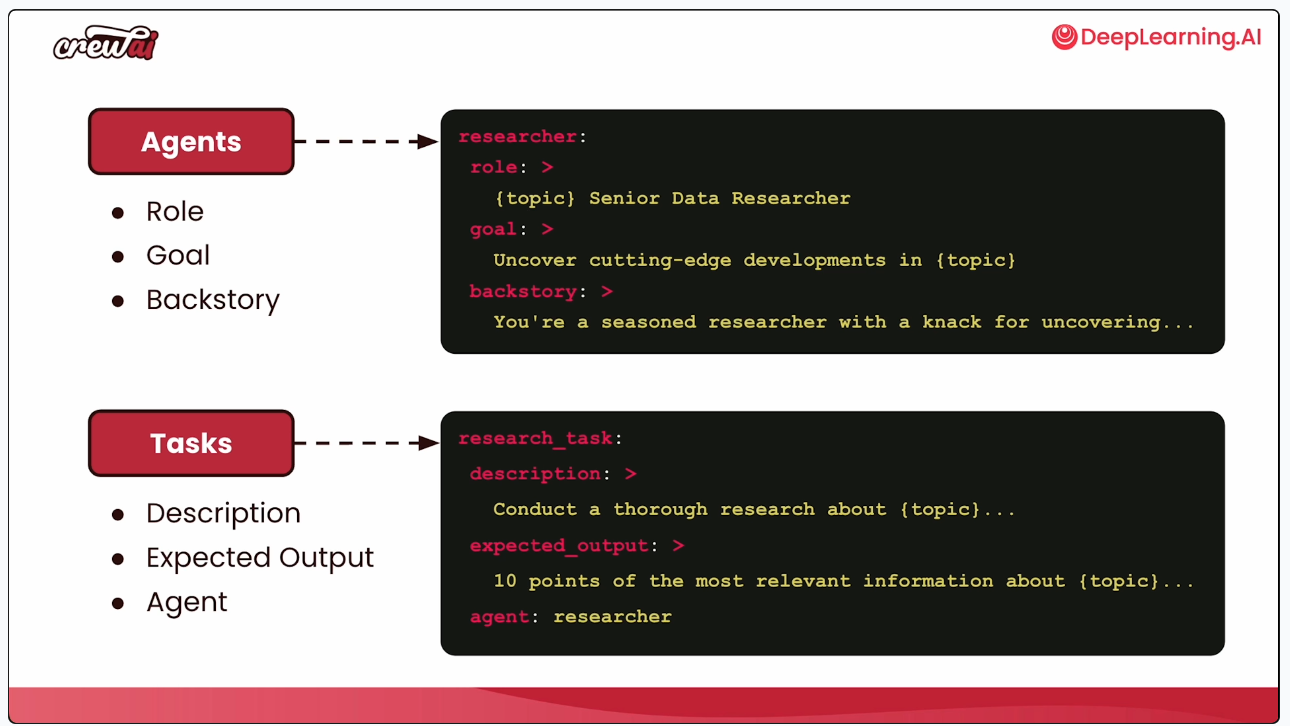 crewai
DeepLearning.AI
Agents
● Role
● Goal
● Backstory
researcher:
role: >
{topic} Senior Data Researcher
goal: >
Uncover cutting-edge developments in {topic}
backstory: >
You're a seasoned researcher with a knack for uncovering...
Tasks
● Description
● Expected Output
● Agent
research_task:
description: >
Conduct a thorough research about {topic}...
expected_output: >
10 points of the most relevant information about {topic}...
agent: researcher